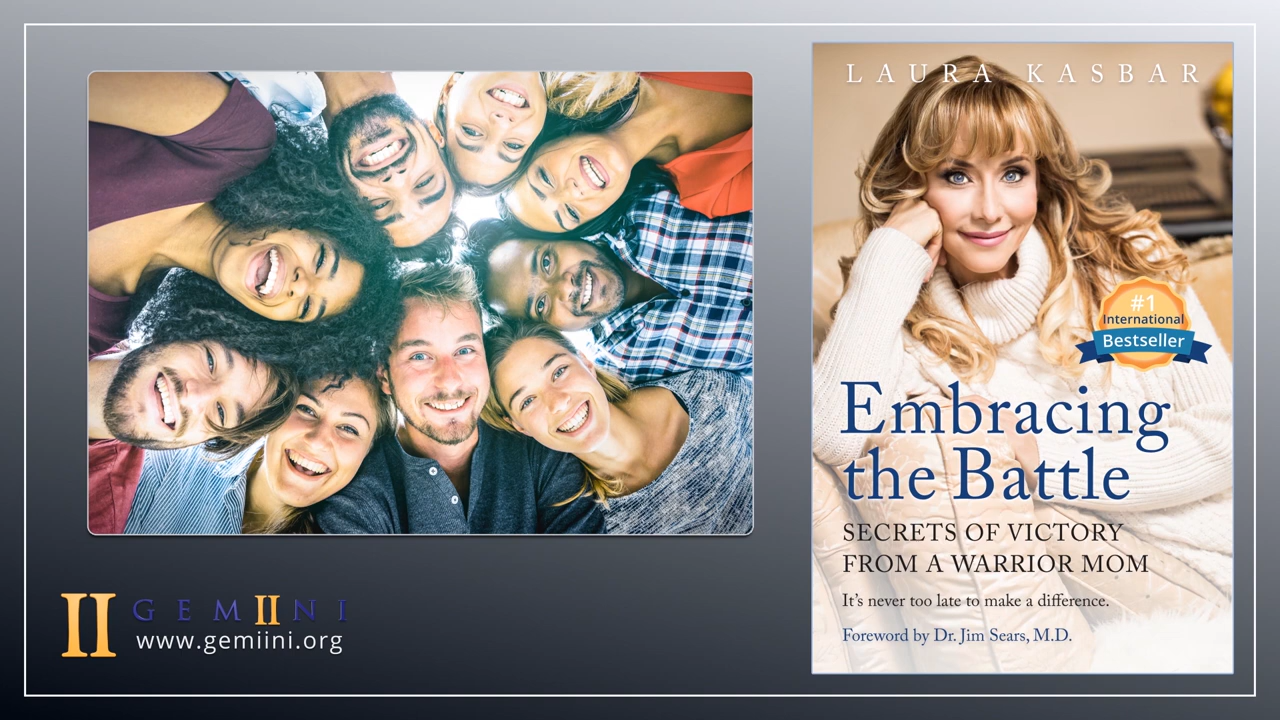 LAURA KASBAR
#1
International
Bestseller
Embracing
the Battle
SECRETS OF VICTORY
FROM A WARRIOR MOM
It's never too late to make a difference.
Foreword by Dr. Jim Sears, M.D.
II GEMIINI
www.gemiini.org